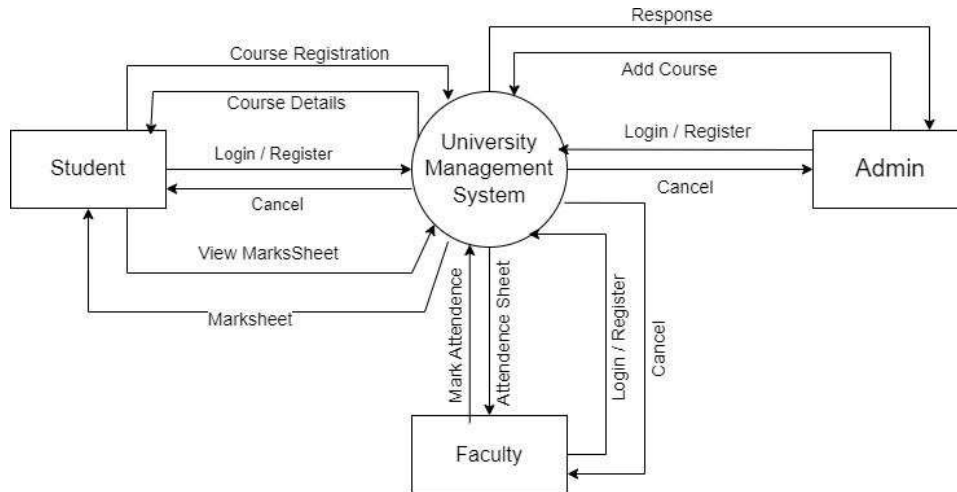 Response
Course Registration
Add Course
Course Details
University
Management
System
Login / Register
Login / Register
Student
Admin
Cancel
Cancel
View MarksSheet
Marksheet
Mark Attendence
Attendence Sheet
Login / Register
Cancel
Faculty